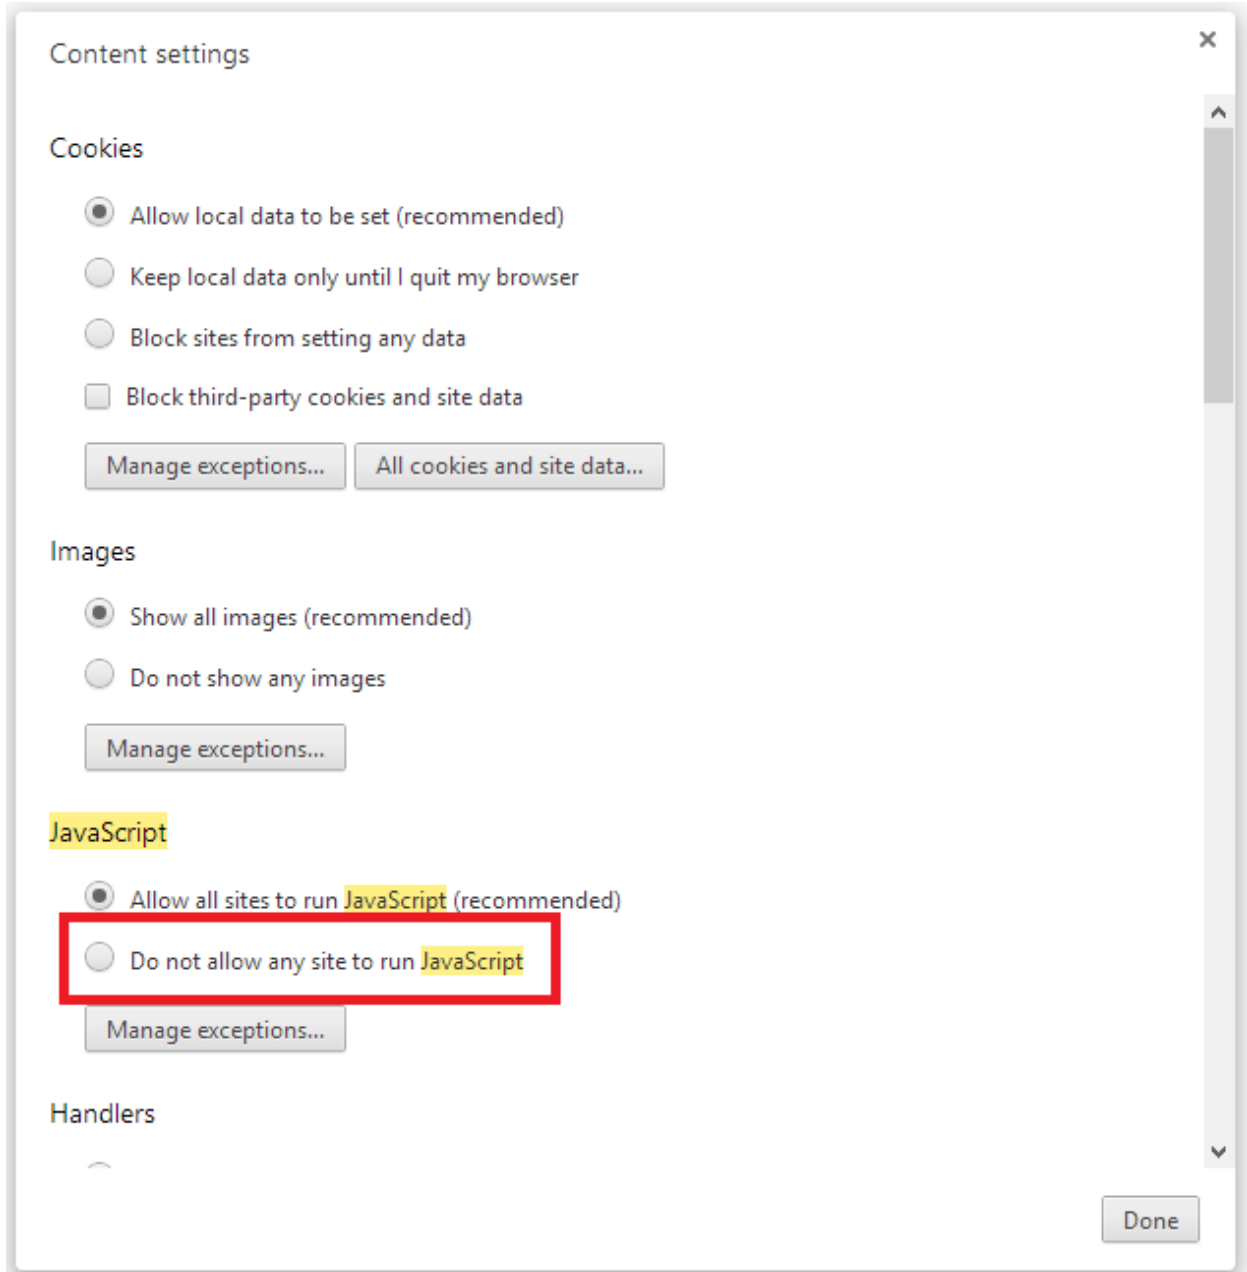 Content settings
Cookies
Allow local data to be set (recommended)
Keep local data only until I quit my browser
Block sites from setting any data
Block third-party cookies and site data
Manage exceptions... All cookies and site data...
Images
Show all images (recommended)
Do not show any images
Manage exceptions...
JavaScript
Allow all sites to run JavaScript (recommended)
Do not allow any site to run JavaScript
Manage exceptions...
Handlers
Done